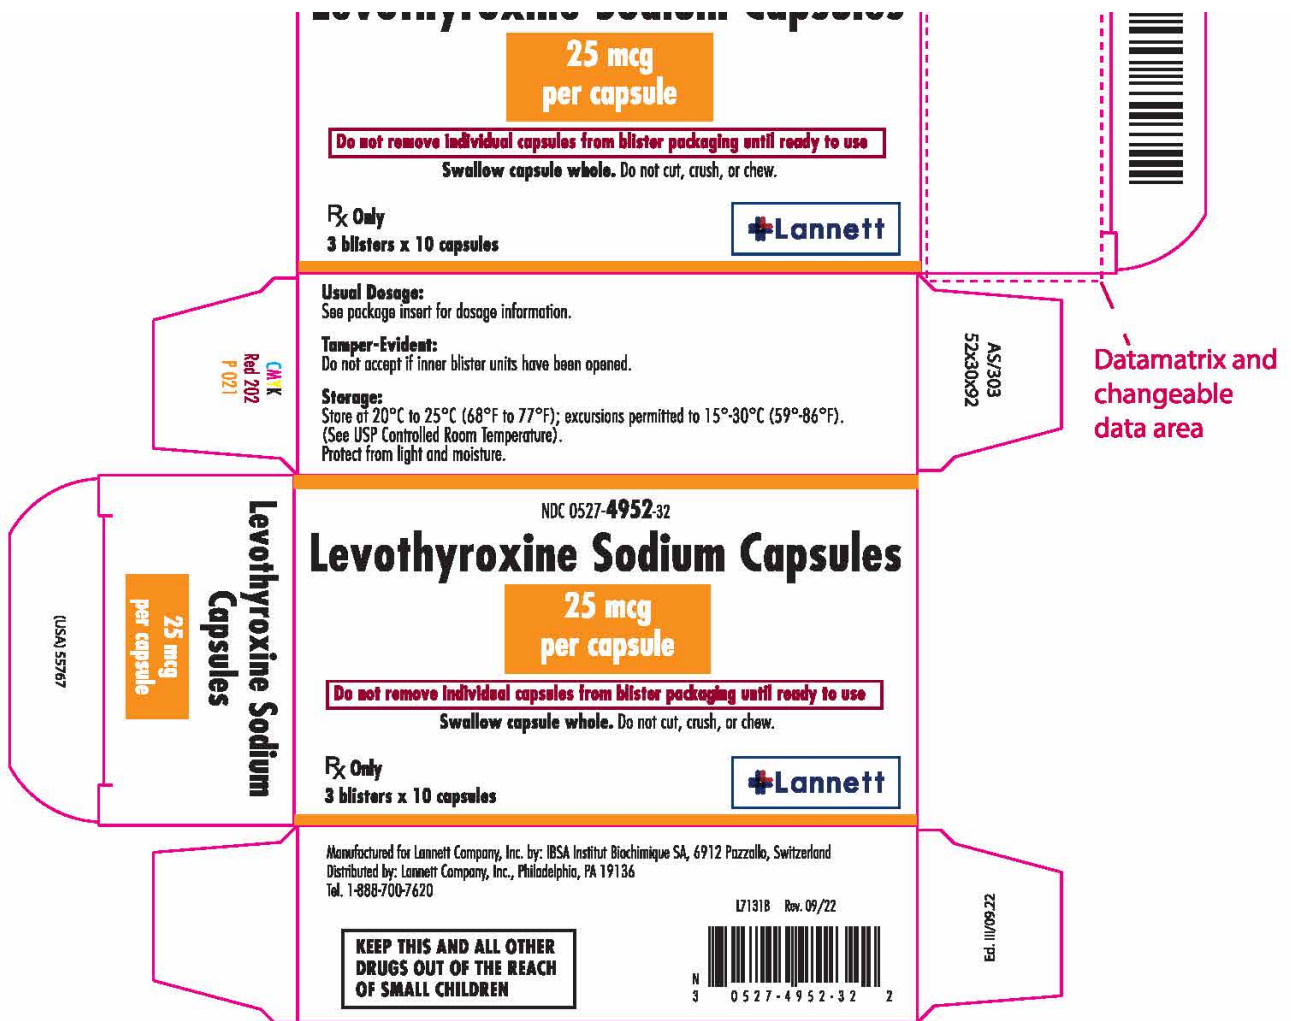 Levothyroxine Sodium Capsules
25 mcg
per capsule
Do not remove individual capsules from blister packaging until ready to use
Swallow capsule whole. Do not cut, crush, or chew.
Rx Only
3 blisters x 10 capsules
Lannett
Usual Dosage:
See package insert for dosage information.
Tamper-Evident:
Do not accept if inner blister units have been opened.
Storage:
Store at 20°C to 25°C (68°F to 77°F); excursions permitted to 15°-30°C (59°-86°F).
(See USP Controlled Room Temperature).
Protect from light and moisture.
CMYK
Red 202
P 021
AS/303
52x30x92
Datamatrix and
changeable
data area
NDC 0527-4952-32
Levothyroxine Sodium Capsules
25 mcg
per capsule
Do not remove individual capsules from blister packaging until ready to use
Swallow capsule whole. Do not cut, crush, or chew.
Rx Only
3 blisters x 10 capsules
Lannett
Levothyroxine Sodium
Capsules
25 mcg
per capsule
(USA) 55767
Manufactured for Lannett Company, Inc. by: IBSA Institut Biochimique SA, 6912 Pazzallo, Switzerland
Distributed by: Lannett Company, Inc., Philadelphia, PA 19136
Tel. 1-888-700-7620
L7131B Rev. 09/22
KEEP THIS AND ALL OTHER
DRUGS OUT OF THE REACH
OF SMALL CHILDREN
N
3 0527-4952-32 2
Ed. III/09.22